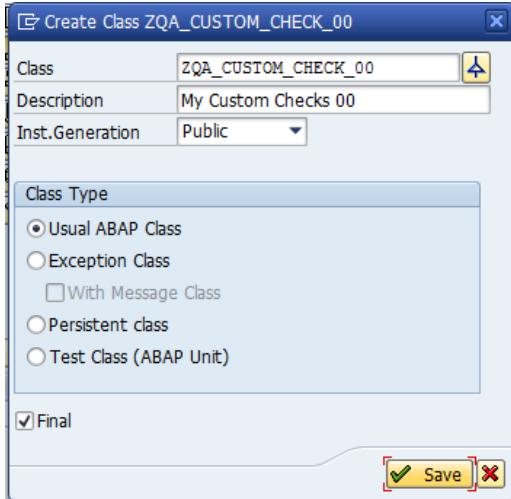 Create Class ZQA_CUSTOM_CHECK_00
Class ZQA_CUSTOM_CHECK_00
Description My Custom Checks 00
Inst.Generation Public
Class Type
Usual ABAP Class
Exception Class
With Message Class
Persistent class
Test Class (ABAP Unit)
Final
Save